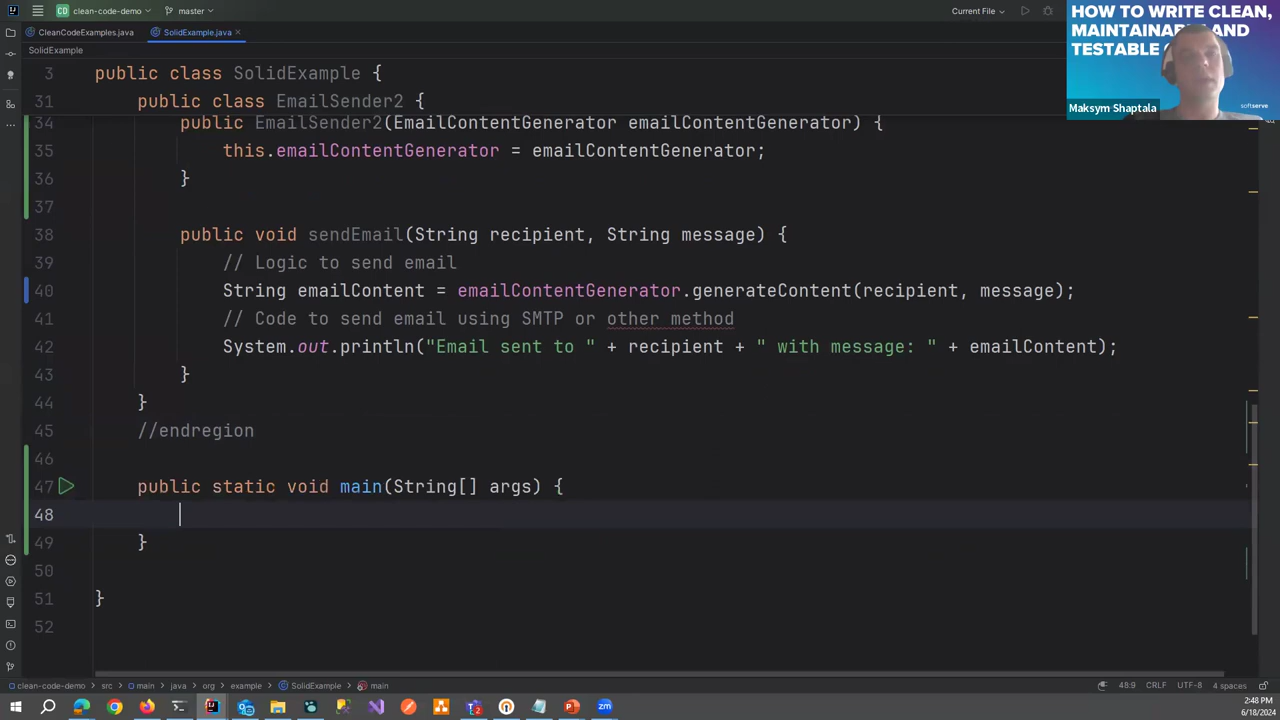 clean-code-demo
master
Current File
CleanCodeExamples.java
SolidExample.java
SolidExample
HOW TO WRITE CLEAN,
MAINTAINABLE AND
TESTABLE
Maksym Shaptala
softserve
3 public class SolidExample {
31 public class EmailSender2 {
34 public EmailSender2(EmailContentGenerator emailContentGenerator) {
35 this.emailContentGenerator = emailContentGenerator;
36 }
37
38 public void sendEmail(String recipient, String message) {
39 // Logic to send email
40 String emailContent = emailContentGenerator.generateContent(recipient, message);
41 // Code to send email using SMTP or other method
42 System.out.println("Email sent to " + recipient + " with message: " + emailContent);
43 }
44 }
45 //endregion
46
47 public static void main(String[] args) {
48
49 }
50
51 }
52
clean-code-demo src main java org example SolidExample main
48:9 CRLF UTF-8 4 spaces
2:48 PM
6/18/2024